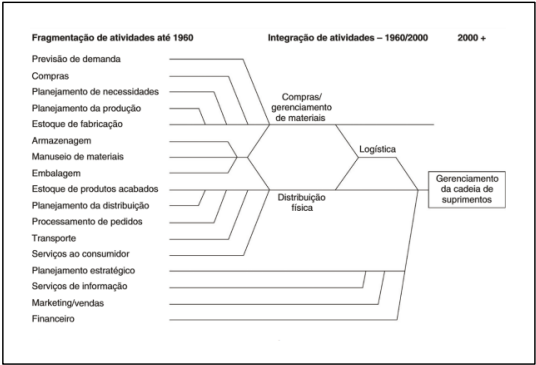 Fragmentação de atividades até 1960
Integração de atividades – 1960/2000
2000 +
Previsão de demanda
Compras
Planejamento de necessidades
Planejamento da produção
Estoque de fabricação
Armazenagem
Manuseio de materiais
Embalagem
Estoque de produtos acabados
Planejamento da distribuição
Processamento de pedidos
Transporte
Serviços ao consumidor
Planejamento estratégico
Serviços de informação
Marketing/vendas
Financeiro
Compras/
gerenciamento
de materiais
Distribuição
física
Logística
Gerenciamento
da cadeia de
suprimentos